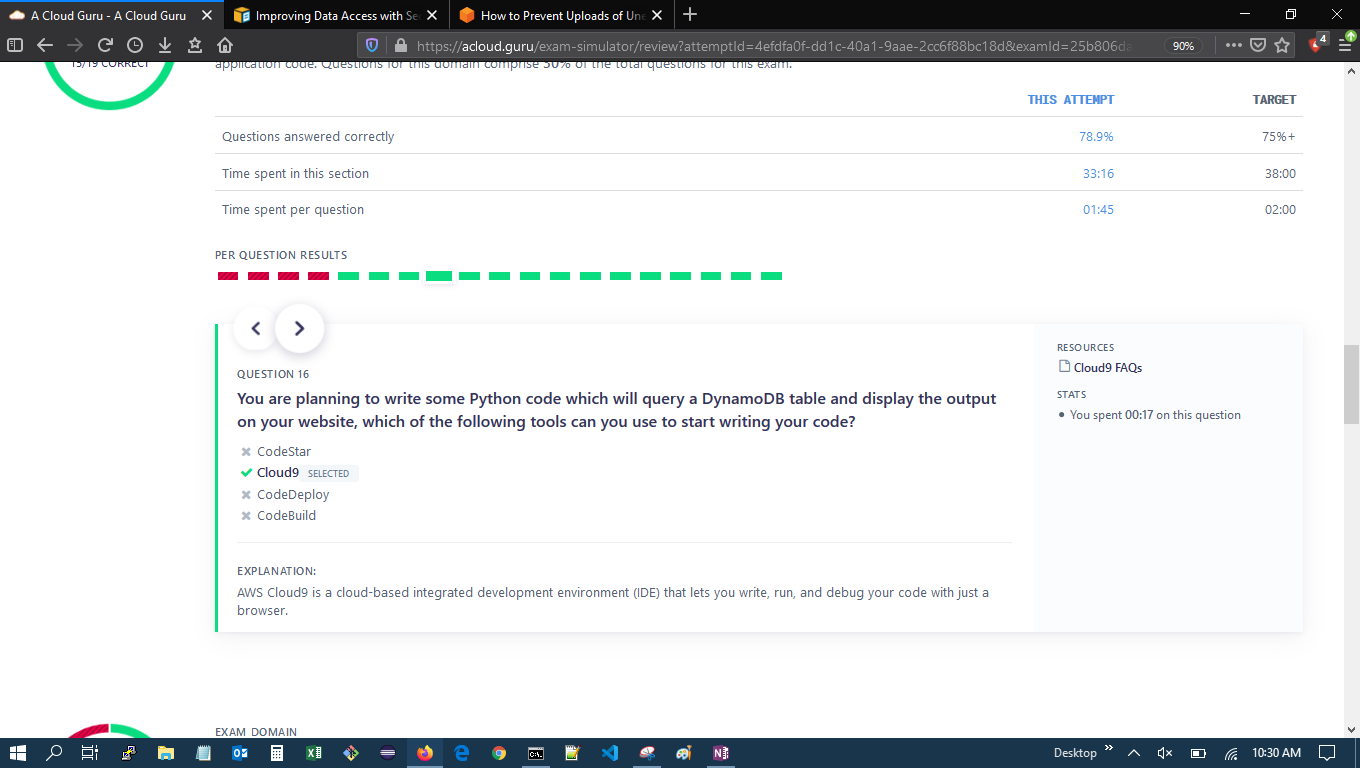 A Cloud Guru - A Cloud Guru
Improving Data Access with Se
How to Prevent Uploads of Une
https://acloud.guru/exam-simulator/review?attemptId=4efdfa0f-dd1c-40a1-9aae-2cc6f88bc18d&examId=25b806da
90%
4
15/19 CORRECT
application code. Questions for this domain comprise 30% of the total questions for this exam.
THIS ATTEMPT TARGET
Questions answered correctly 78.9% 75%+
Time spent in this section 33:16 38:00
Time spent per question 01:45 02:00
PER QUESTION RESULTS
QUESTION 16
You are planning to write some Python code which will query a DynamoDB table and display the output
on your website, which of the following tools can you use to start writing your code?
CodeStar
Cloud9 SELECTED
CodeDeploy
CodeBuild
EXPLANATION:
AWS Cloud9 is a cloud-based integrated development environment (IDE) that lets you write, run, and debug your code with just a
browser.
RESOURCES
Cloud9 FAQs
STATS
You spent 00:17 on this question
EXAM DOMAIN
Desktop
10:30 AM